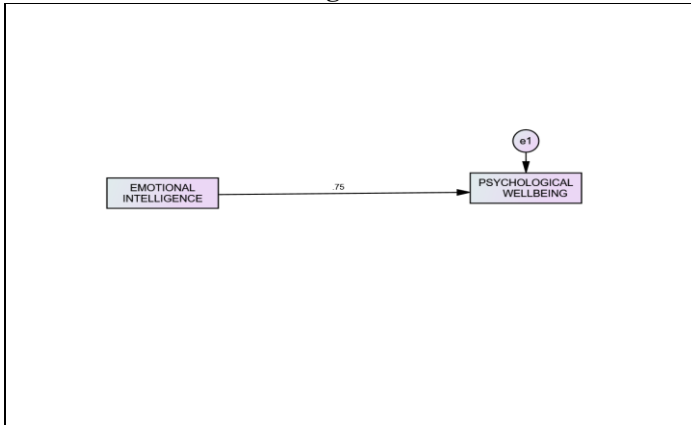 e1
EMOTIONAL
INTELLIGENCE
.75
PSYCHOLOGICAL
WELLBEING